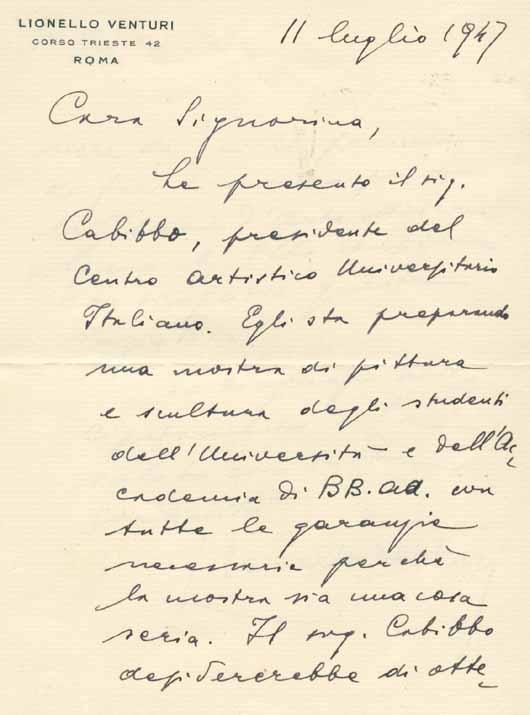 LIONELLO VENTURI
CORSO TRIESTE 42
ROMA
11 luglio 1947
Cara Signorina,
Le presento il sig.
Cabibbo, presidente del
Centro Artistico Universitario
Italiano. Egli sta preparando
una mostra di pittura
e scultura degli studenti
dell'Università e dell'Ac-
cademia di BB.aa. con
tutte le garanzie
necessarie perchè
la mostra sia una cosa
seria. Il sig. Cabibbo
desidererebbe di otte-